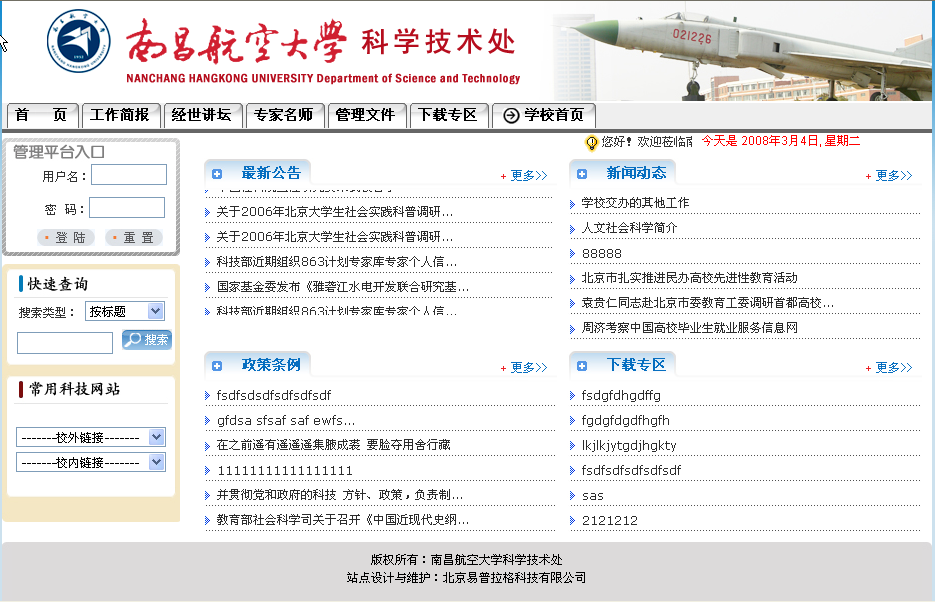 南昌航空大学 科学技术处
NANCHANG HANGKONG UNIVERSITY Department of Science and Technology
021226
首 页 工作简报 经世讲坛 专家名师 管理文件 下载专区 学校首页
您好! 欢迎莅临 今天是 2008年3月4日, 星期二
管理平台入口
用户名:
密 码:
登 陆 重 置
快速查询
搜索类型: 按标题
搜索
常用科技网站
-------校外链接-------
-------校内链接-------
最新公告 + 更多>>
关于2006年北京大学生社会实践科普调研...
关于2006年北京大学生社会实践科普调研...
科技部近期组织863计划专家库专家个人信...
国家基金委发布《雅砻江水电开发联合研究基...
科技部近期组织863计划专家库专家个人信...
新闻动态 + 更多>>
学校交办的其他工作
人文社会科学简介
88888
北京市扎实推进民办高校先进性教育活动
袁贵仁同志赴北京市委教育工委调研首都高校...
周济考察中国高校毕业生就业服务信息网
政策条例 + 更多>>
fsdfsdsdfsdfsdfsdf
gfdsa sfsaf saf ewfs...
在之前遥有遥遥遥集腋成裘 要脸夺用舍行藏
11111111111111111
并贯彻党和政府的科技 方针、政策，负责制...
教育部社会科学司关于召开《中国近现代史纲...
下载专区 + 更多>>
fsdgfdhgdffg
fgdgfdgdfhgfh
lkjlkjytgdjhgkty
fsdfsdfsdfsdfsdf
sas
2121212
版权所有：南昌航空大学科学技术处
站点设计与维护：北京易普拉格科技有限公司